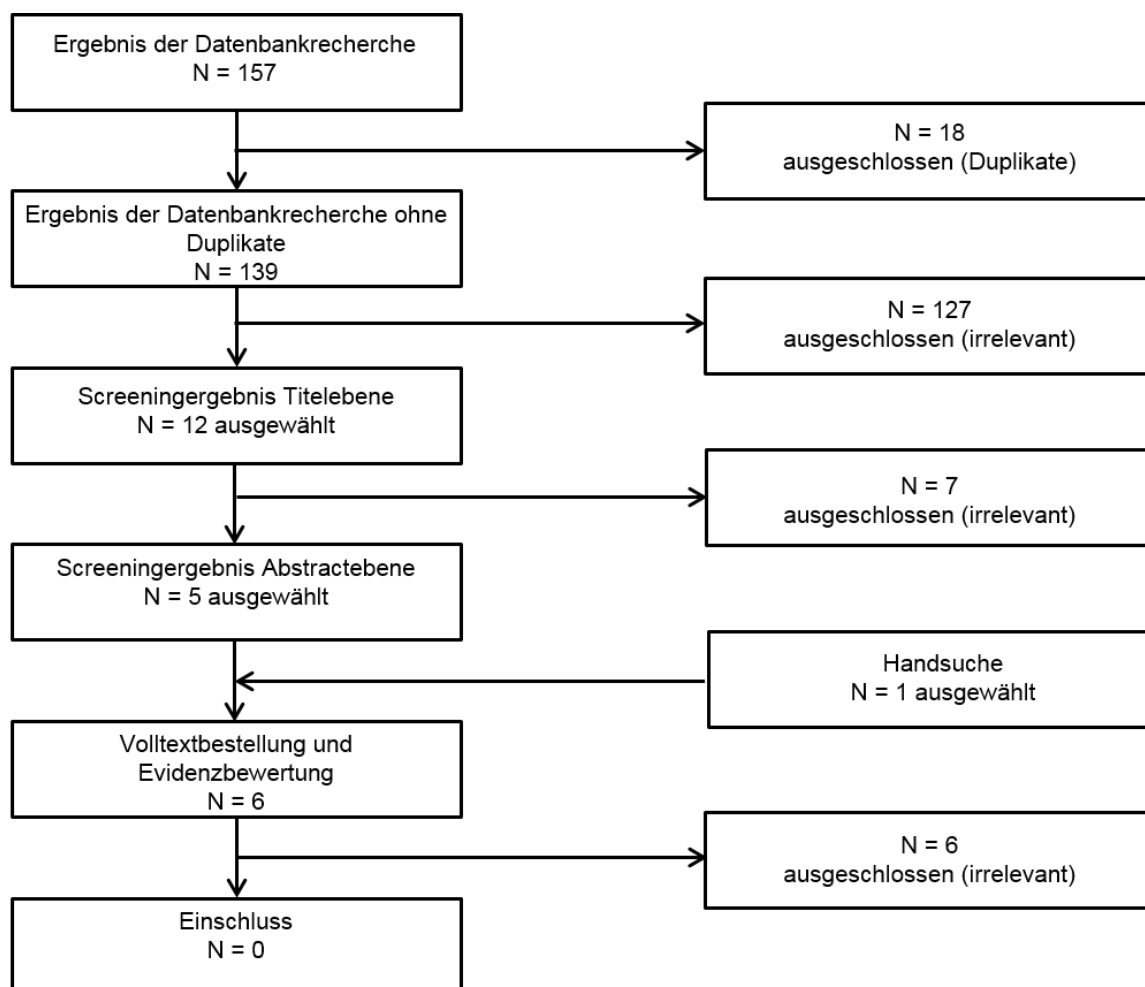 Ergebnis der Datenbankrecherche
N = 157
N = 18
ausgeschlossen (Duplikate)
Ergebnis der Datenbankrecherche ohne
Duplikate
N = 139
N = 127
ausgeschlossen (irrelevant)
Screeningergebnis Titelebene
N = 12 ausgewählt
N = 7
ausgeschlossen (irrelevant)
Screeningergebnis Abstractebene
N = 5 ausgewählt
Handsuche
N = 1 ausgewählt
Volltextbestellung und
Evidenzbewertung
N = 6
N = 6
ausgeschlossen (irrelevant)
Einschluss
N = 0